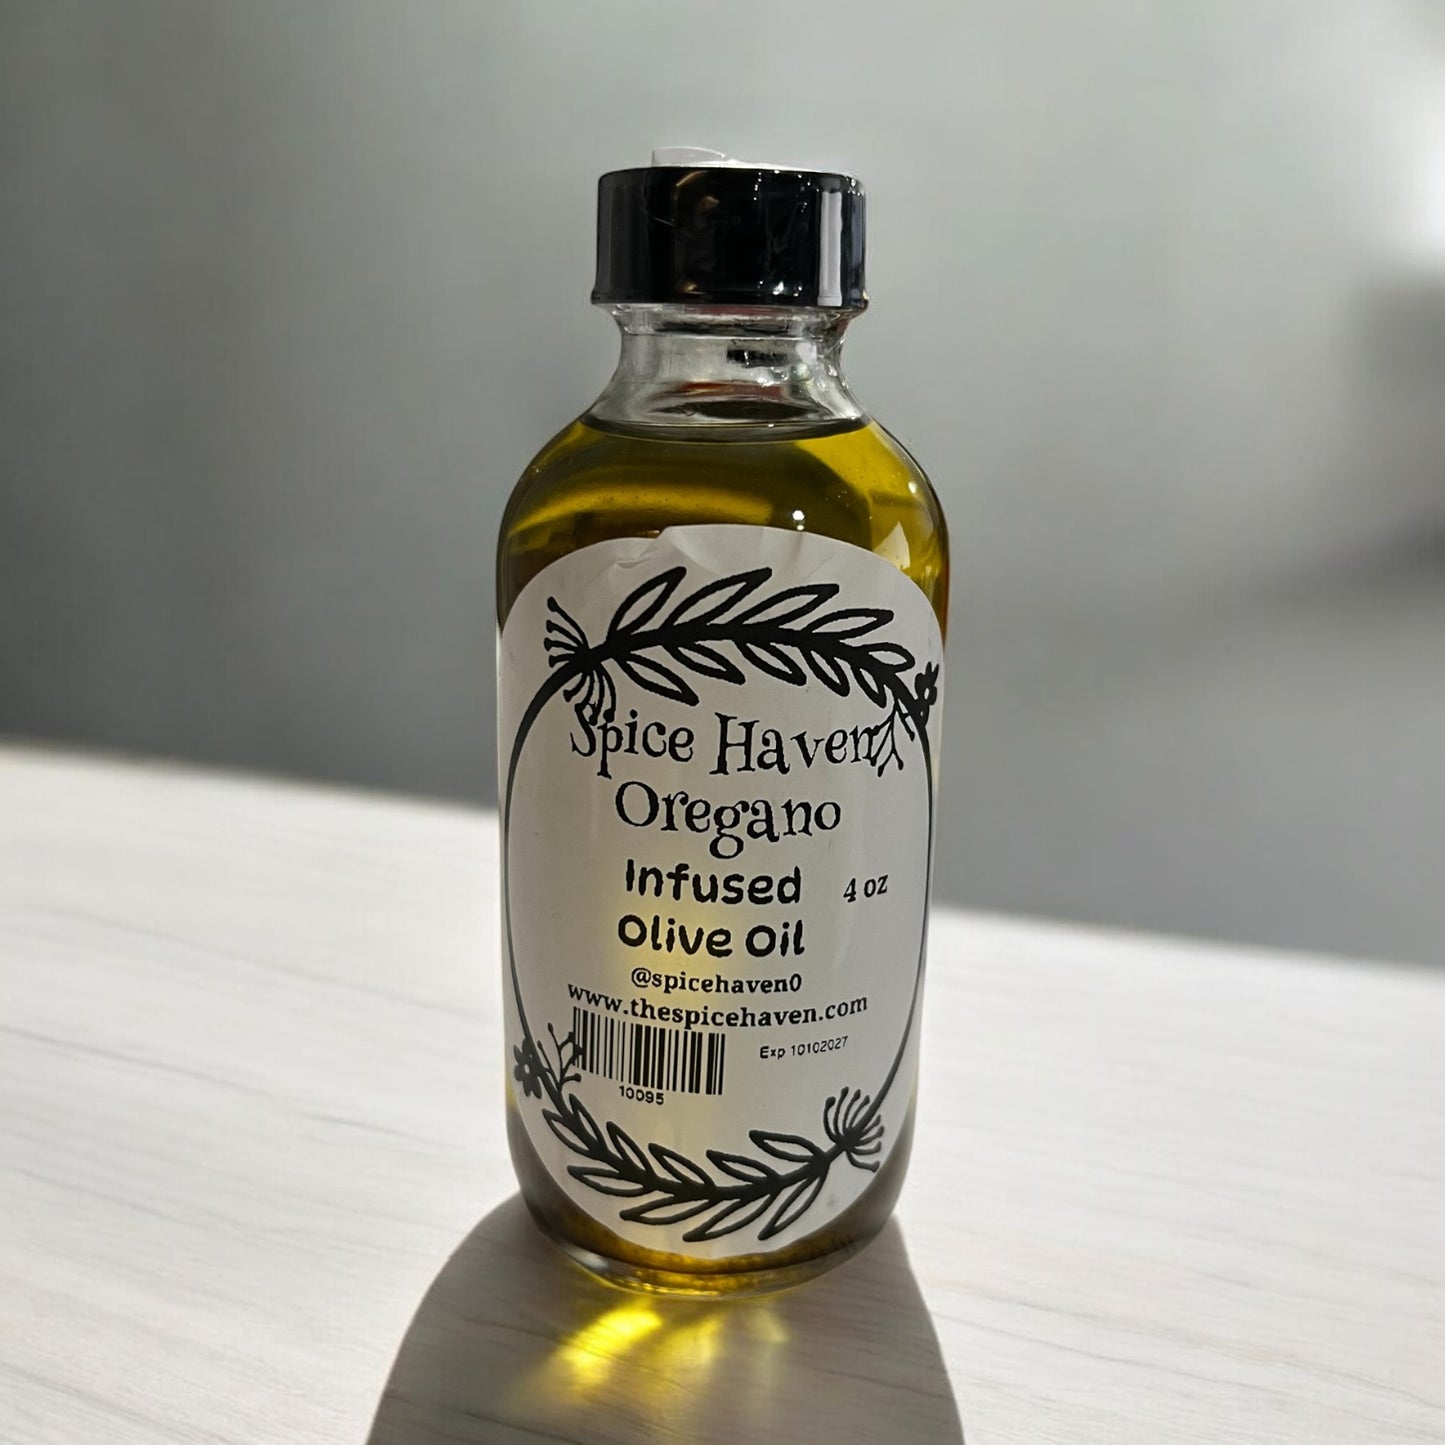 Spice Haven
Oregano
Infused
Olive Oil
4 oz
@spicehaven0
www.thespicehaven.com
Exp 10102027
10095